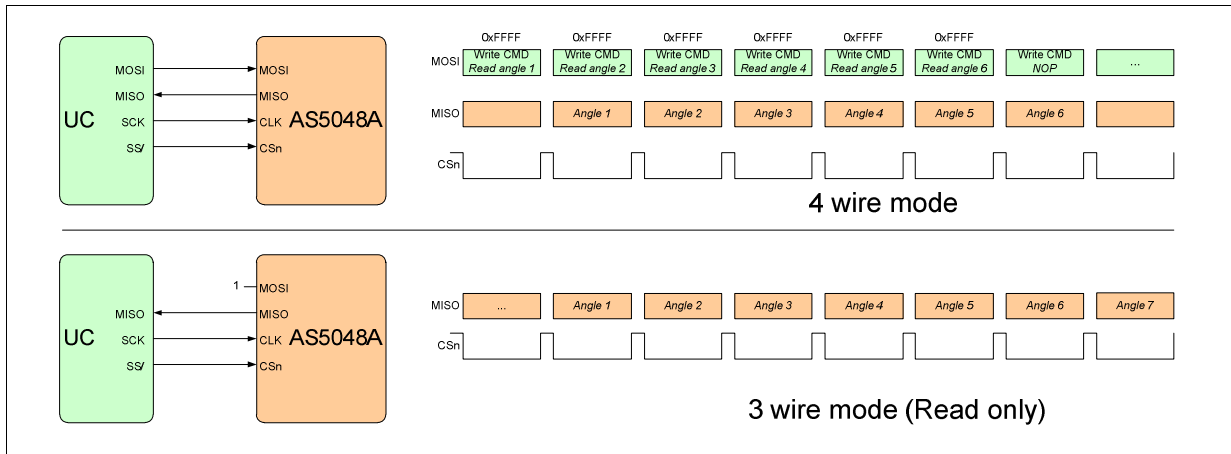 0xFFFF 0xFFFF 0xFFFF 0xFFFF 0xFFFF 0xFFFF
MOSI Write CMD Write CMD Write CMD Write CMD Write CMD Write CMD Write CMD ...
Read angle 1 Read angle 2 Read angle 3 Read angle 4 Read angle 5 Read angle 6 NOP
MISO Angle 1 Angle 2 Angle 3 Angle 4 Angle 5 Angle 6
CSn
4 wire mode
UC
MOSI
MISO
SCK
SS/
AS5048A
MOSI
MISO
CLK
CSn
UC
MISO
SCK
SS/
1
AS5048A
MOSI
MISO
CLK
CSn
MISO ... Angle 1 Angle 2 Angle 3 Angle 4 Angle 5 Angle 6 Angle 7
CSn
3 wire mode (Read only)